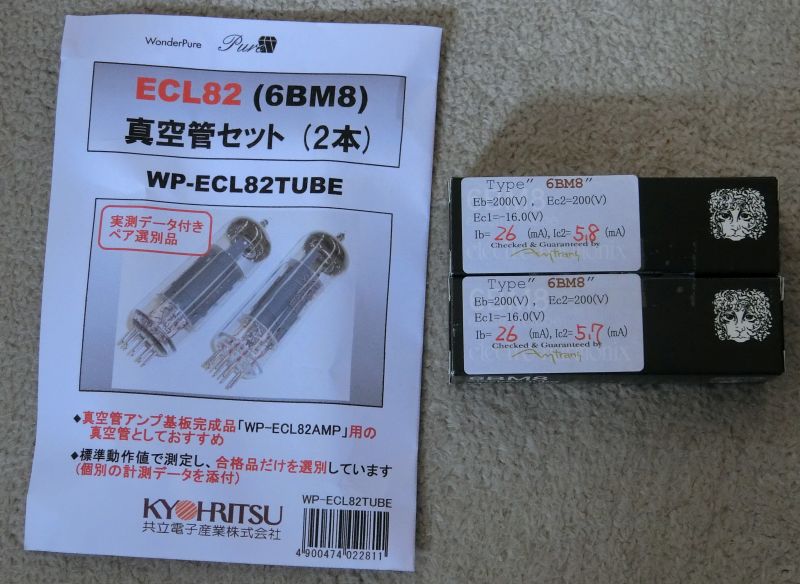 WonderPure Pure
ECL82 (6BM8)
真空管セット (2本)
WP-ECL82TUBE
実測データ付き
ペア選別品
◆真空管アンプ基板完成品「WP-ECL82AMP」用の
真空管としておすすめ
◆標準動作値で測定し、合格品だけを選別しています
(個別の計測データを添付)
KYOHRITSU
共立電子産業株式会社
WP-ECL82TUBE
4 900474 022811
Type" 6BM8"
Eb=200(V), Ec2=200(V)
Ec1=-16.0(V)
Ib= 26 (mA), Ic2= 5.8 (mA)
Checked & Guaranteed by
Amtrans
Type" 6BM8"
Eb=200(V), Ec2=200(V)
Ec1=-16.0(V)
Ib= 26 (mA), Ic2= 5.7 (mA)
Checked & Guaranteed by
Amtrans
6BM8